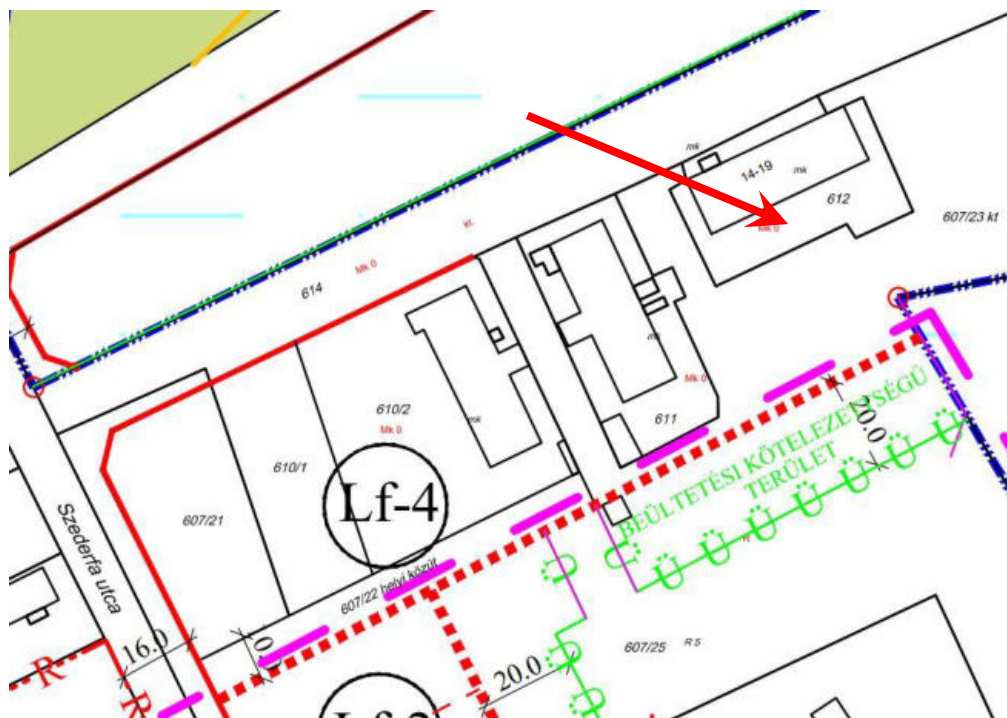 mk
14-19
mk
612
Mk 0
607/23 kt
kt.
Mk 0
614
mk
Mk 0
611
610/2
Mk 0
mk
610/1
Lf-4
607/21
Szederfa utca
607/22 helyi közút
BEÜLTETÉSI KÖTELEZETTSÉGŰ
TERÜLET
20.0
Ü Ü Ü Ü Ü Ü Ü
Ü
Ü
Ü
Ü
R
607/25
R 5
16.0
20.0
R
R